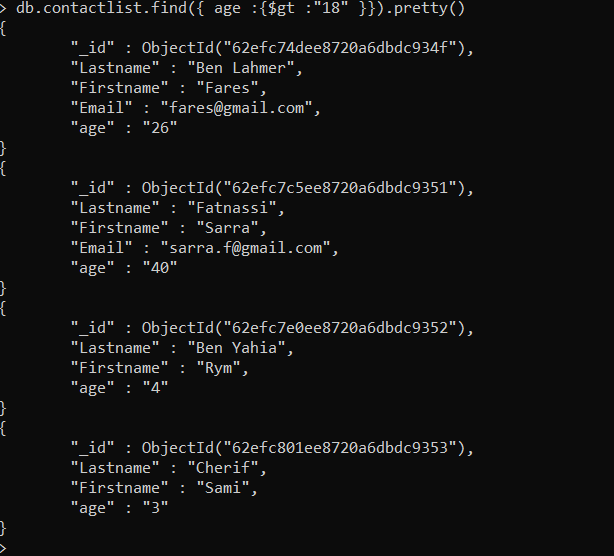 > db.contactlist.find({ age :{$gt :"18" }}).pretty()
{
        "_id" : ObjectId("62efc74dee8720a6dbdc934f"),
        "Lastname" : "Ben Lahmer",
        "Firstname" : "Fares",
        "Email" : "fares@gmail.com",
        "age" : "26"
}
{
        "_id" : ObjectId("62efc7c5ee8720a6dbdc9351"),
        "Lastname" : "Fatnassi",
        "Firstname" : "Sarra",
        "Email" : "sarra.f@gmail.com",
        "age" : "40"
}
{
        "_id" : ObjectId("62efc7e0ee8720a6dbdc9352"),
        "Lastname" : "Ben Yahia",
        "Firstname" : "Rym",
        "age" : "4"
}
{
        "_id" : ObjectId("62efc801ee8720a6dbdc9353"),
        "Lastname" : "Cherif",
        "Firstname" : "Sami",
        "age" : "3"
}
>